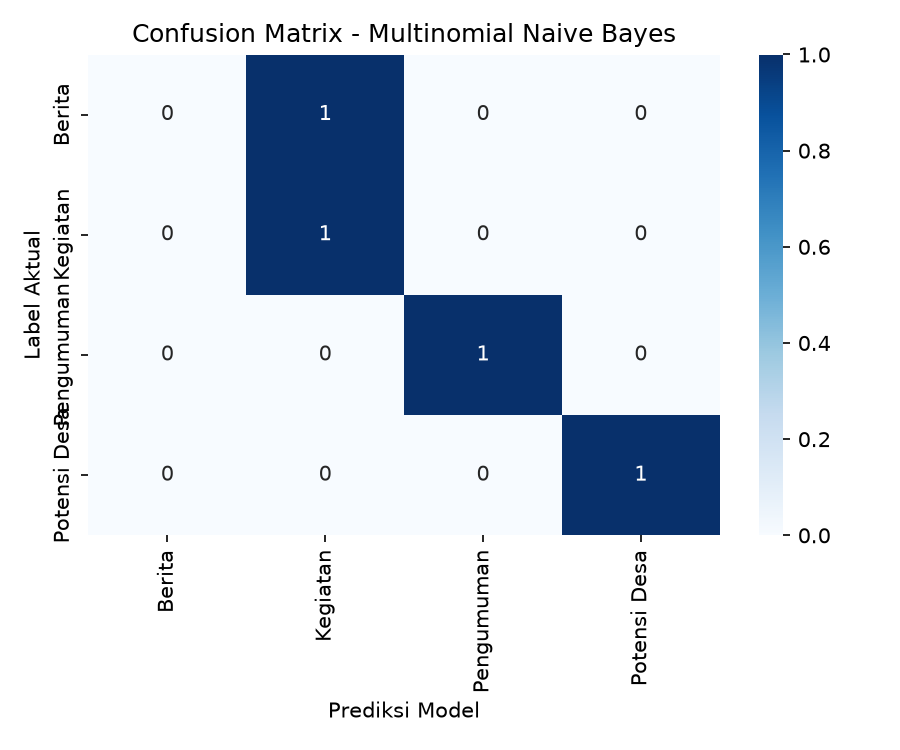 Confusion Matrix - Multinomial Naive Bayes
Label Aktual
Berita 0 1 0 0
Kegiatan 0 1 0 0
Pengumuman 0 0 1 0
Potensi Desa 0 0 0 1
Berita Kegiatan Pengumuman Potensi Desa
Prediksi Model
1.0
0.8
0.6
0.4
0.2
0.0